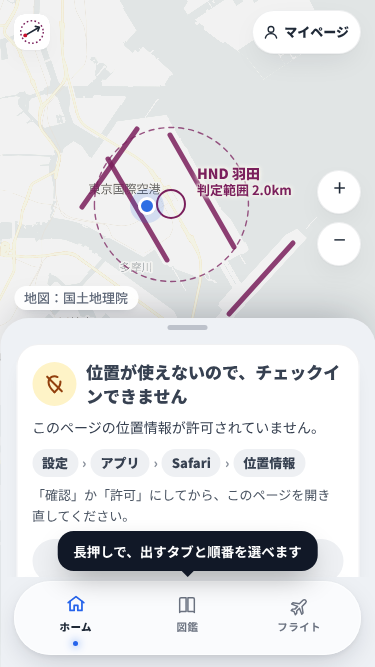 マイページ
HND 羽田
判定範囲 2.0km
東京国際空港
多摩川
+
−
地図：国土地理院
位置が使えないので、チェックイ
ンできません
このページの位置情報が許可されていません。
設定 › アプリ › Safari › 位置情報
「確認」か「許可」にしてから、このページを開き
直してください。
長押しで、出すタブと順番を選べます
ホーム 図鑑 フライト